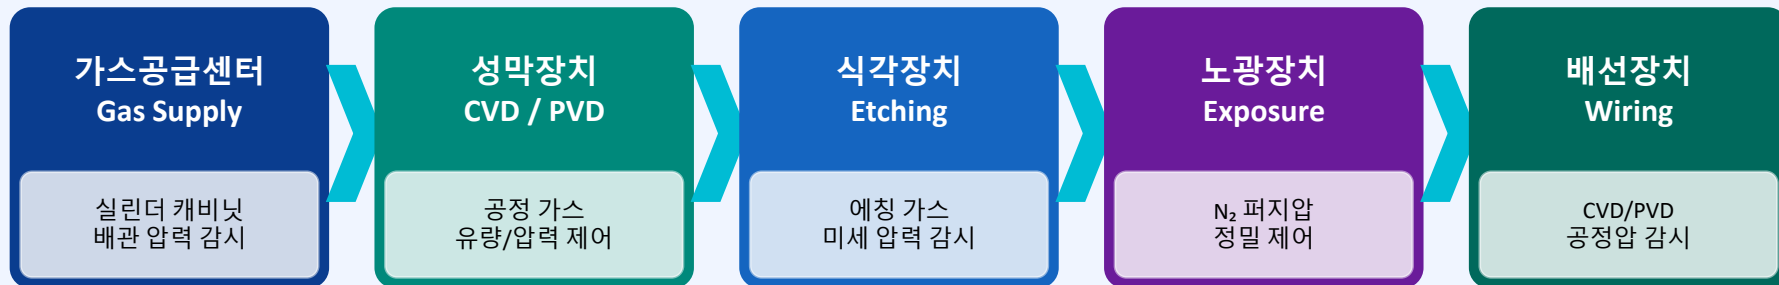 가스공급센터
Gas Supply
실린더 캐비닛
배관 압력 감시
성막장치
CVD / PVD
공정 가스
유량/압력 제어
식각장치
Etching
에칭 가스
미세 압력 감시
노광장치
Exposure
N₂ 퍼지압
정밀 제어
배선장치
Wiring
CVD/PVD
공정압 감시